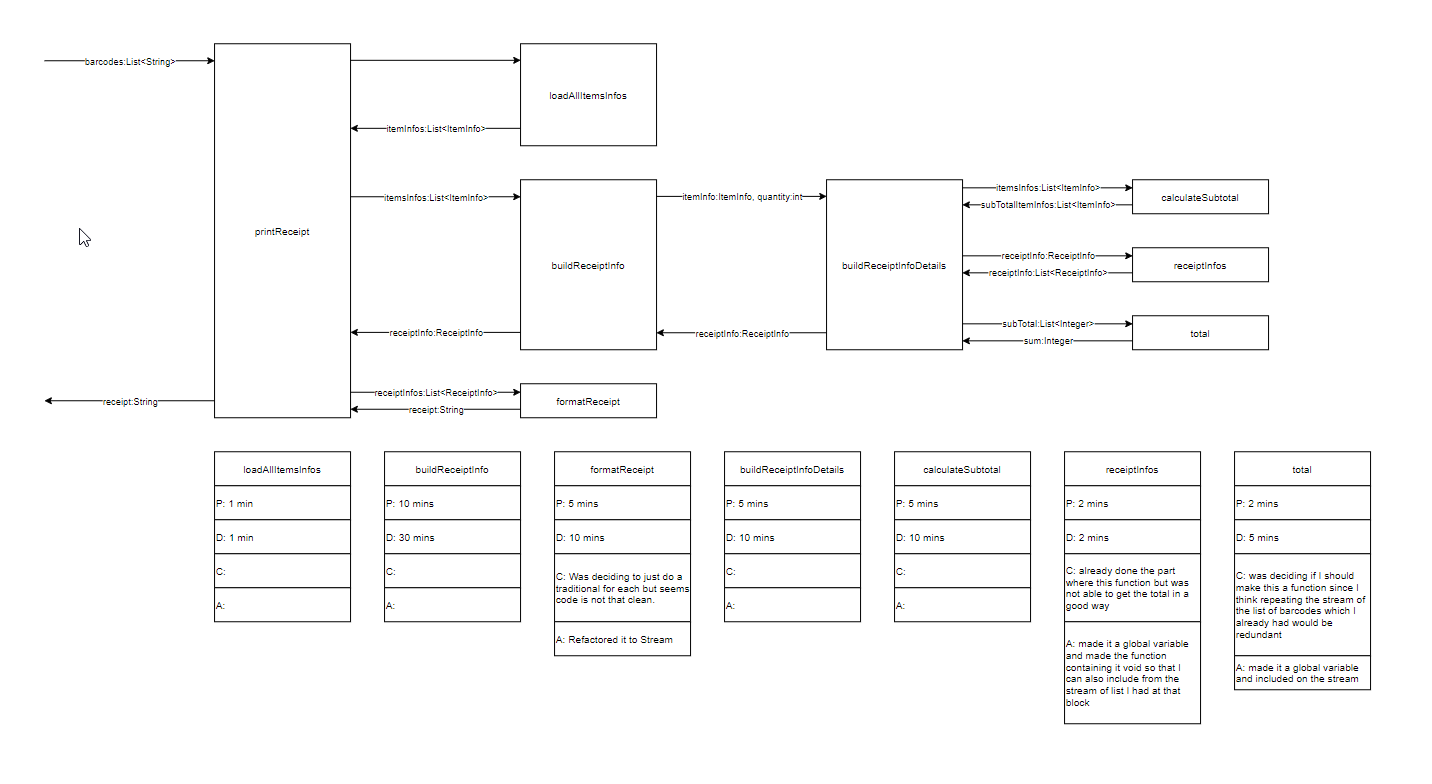 barcodes:List<String>
loadAllItemsInfos
itemInfos:List<ItemInfo>
itemsInfos:List<ItemInfo>
itemInfo:ItemInfo, quantity:int
itemsInfos:List<ItemInfo>
calculateSubtotal
subTotalItemInfos:List<ItemInfo>
printReceipt
buildReceiptInfo
buildReceiptInfoDetails
receiptInfo:ReceiptInfo
receiptInfos
receiptInfo:List<ReceiptInfo>
subTotal:List<Integer>
total
receiptInfo:ReceiptInfo
receiptInfo:ReceiptInfo
sum:Integer
receiptInfos:List<ReceiptInfo>
receipt:String
formatReceipt
receipt:String
loadAllItemsInfos
P: 1 min
D: 1 min
C:
A:
buildReceiptInfo
P: 10 mins
D: 30 mins
C:
A:
formatReceipt
P: 5 mins
D: 10 mins
C: Was deciding to just do a
traditional for each but seems
code is not that clean.
A: Refactored it to Stream
buildReceiptInfoDetails
P: 5 mins
D: 10 mins
C:
A:
calculateSubtotal
P: 5 mins
D: 10 mins
C:
A:
receiptInfos
P: 2 mins
D: 2 mins
C: already done the part
where this function but was
not able to get the total in a
good way
A: made it a global variable
and made the function
containing it void so that I
can also include from the
stream of list I had at that
block
total
P: 2 mins
D: 5 mins
C: was deciding if I should
make this a function since I
think repeating the stream of
the list of barcodes which I
already had would be
redundant
A: made it a global variable
and included on the stream